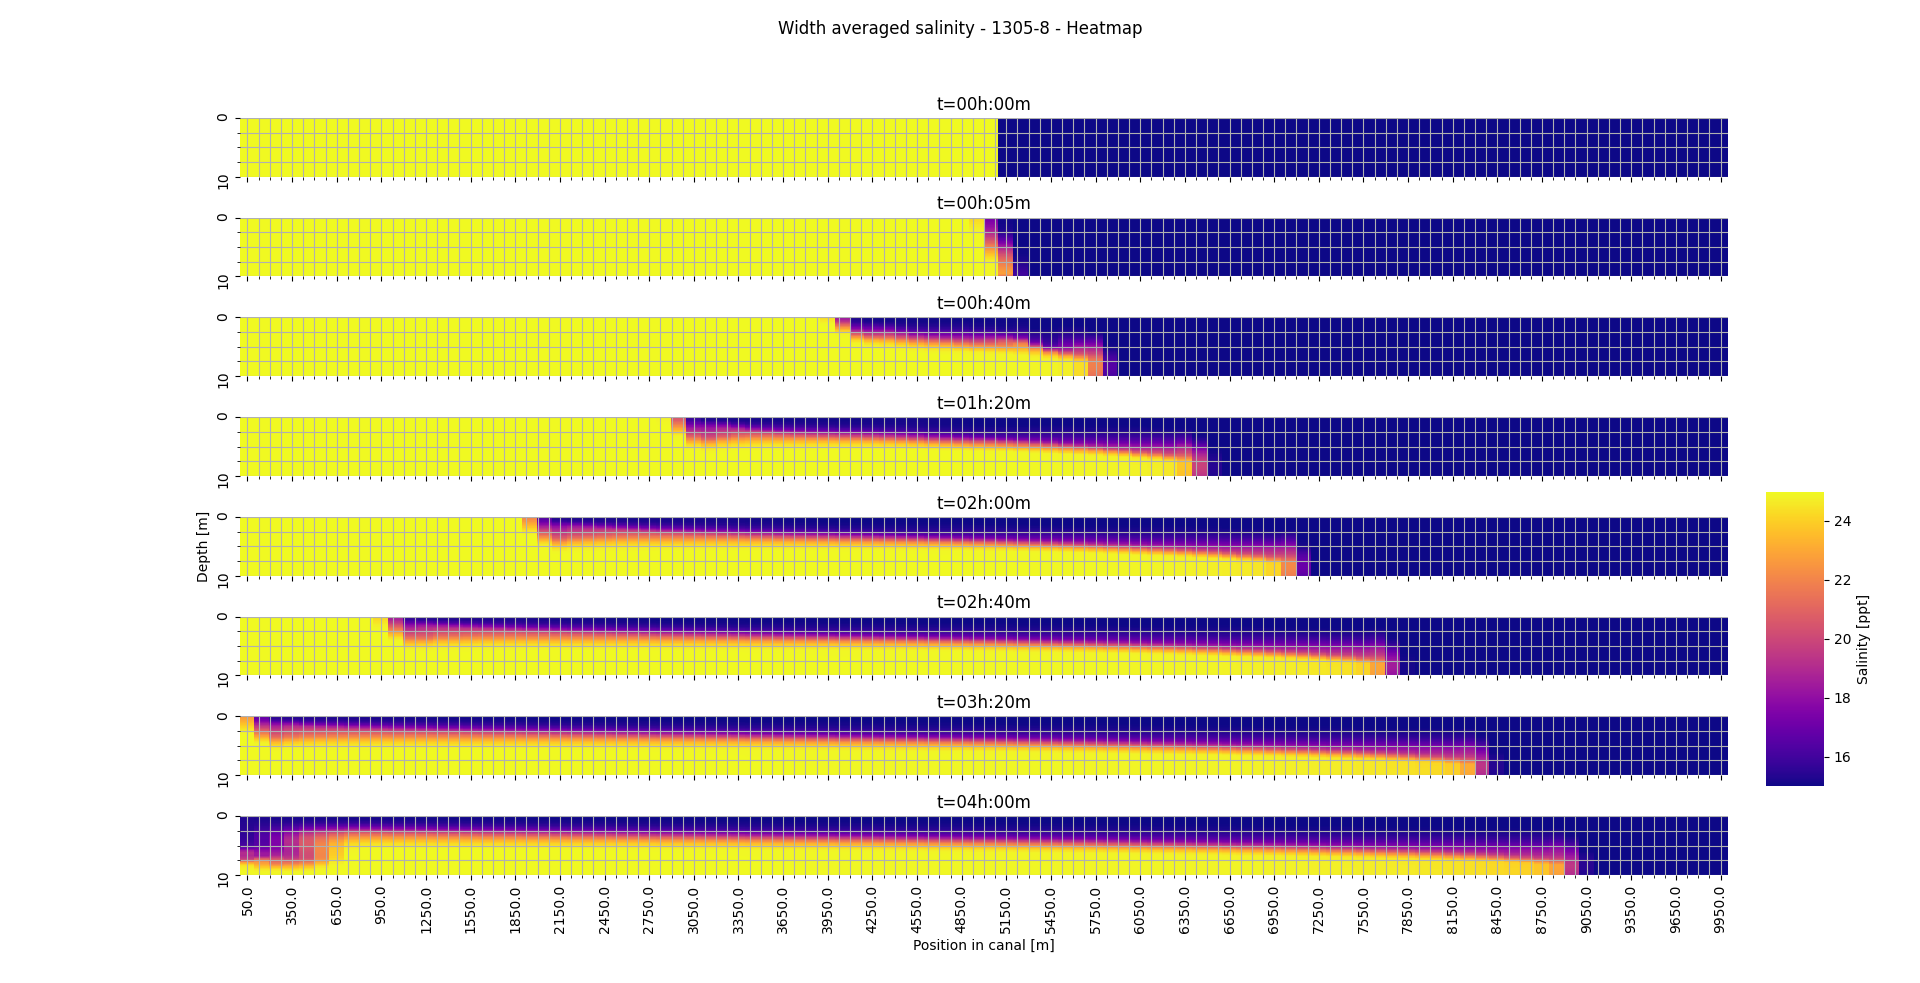 Width averaged salinity - 1305-8 - Heatmap
t=00h:00m
0
10
t=00h:05m
0
10
t=00h:40m
0
10
t=01h:20m
0
10
t=02h:00m
0
10
t=02h:40m
0
10
t=03h:20m
0
10
t=04h:00m
0
10
Depth [m]
50.0 350.0 650.0 950.0 1250.0 1550.0 1850.0 2150.0 2450.0 2750.0 3050.0 3350.0 3650.0 3950.0 4250.0 4550.0 4850.0 5150.0 5450.0 5750.0 6050.0 6350.0 6650.0 6950.0 7250.0 7550.0 7850.0 8150.0 8450.0 8750.0 9050.0 9350.0 9650.0 9950.0
Position in canal [m]
24
22
20
18
16
Salinity [ppt]